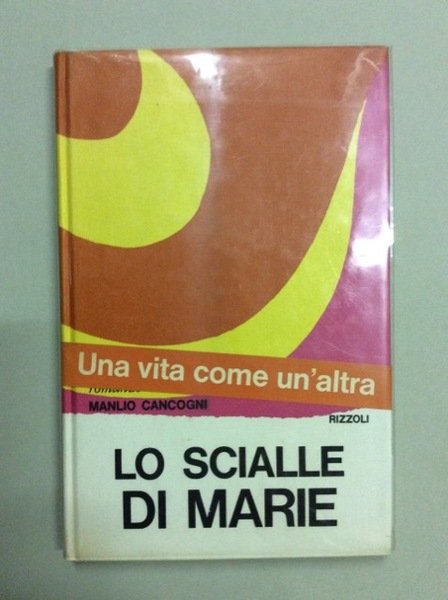 Una vita come un'altra
romanzo
MANLIO CANCOGNI
RIZZOLI
LO SCIALLE
DI MARIE